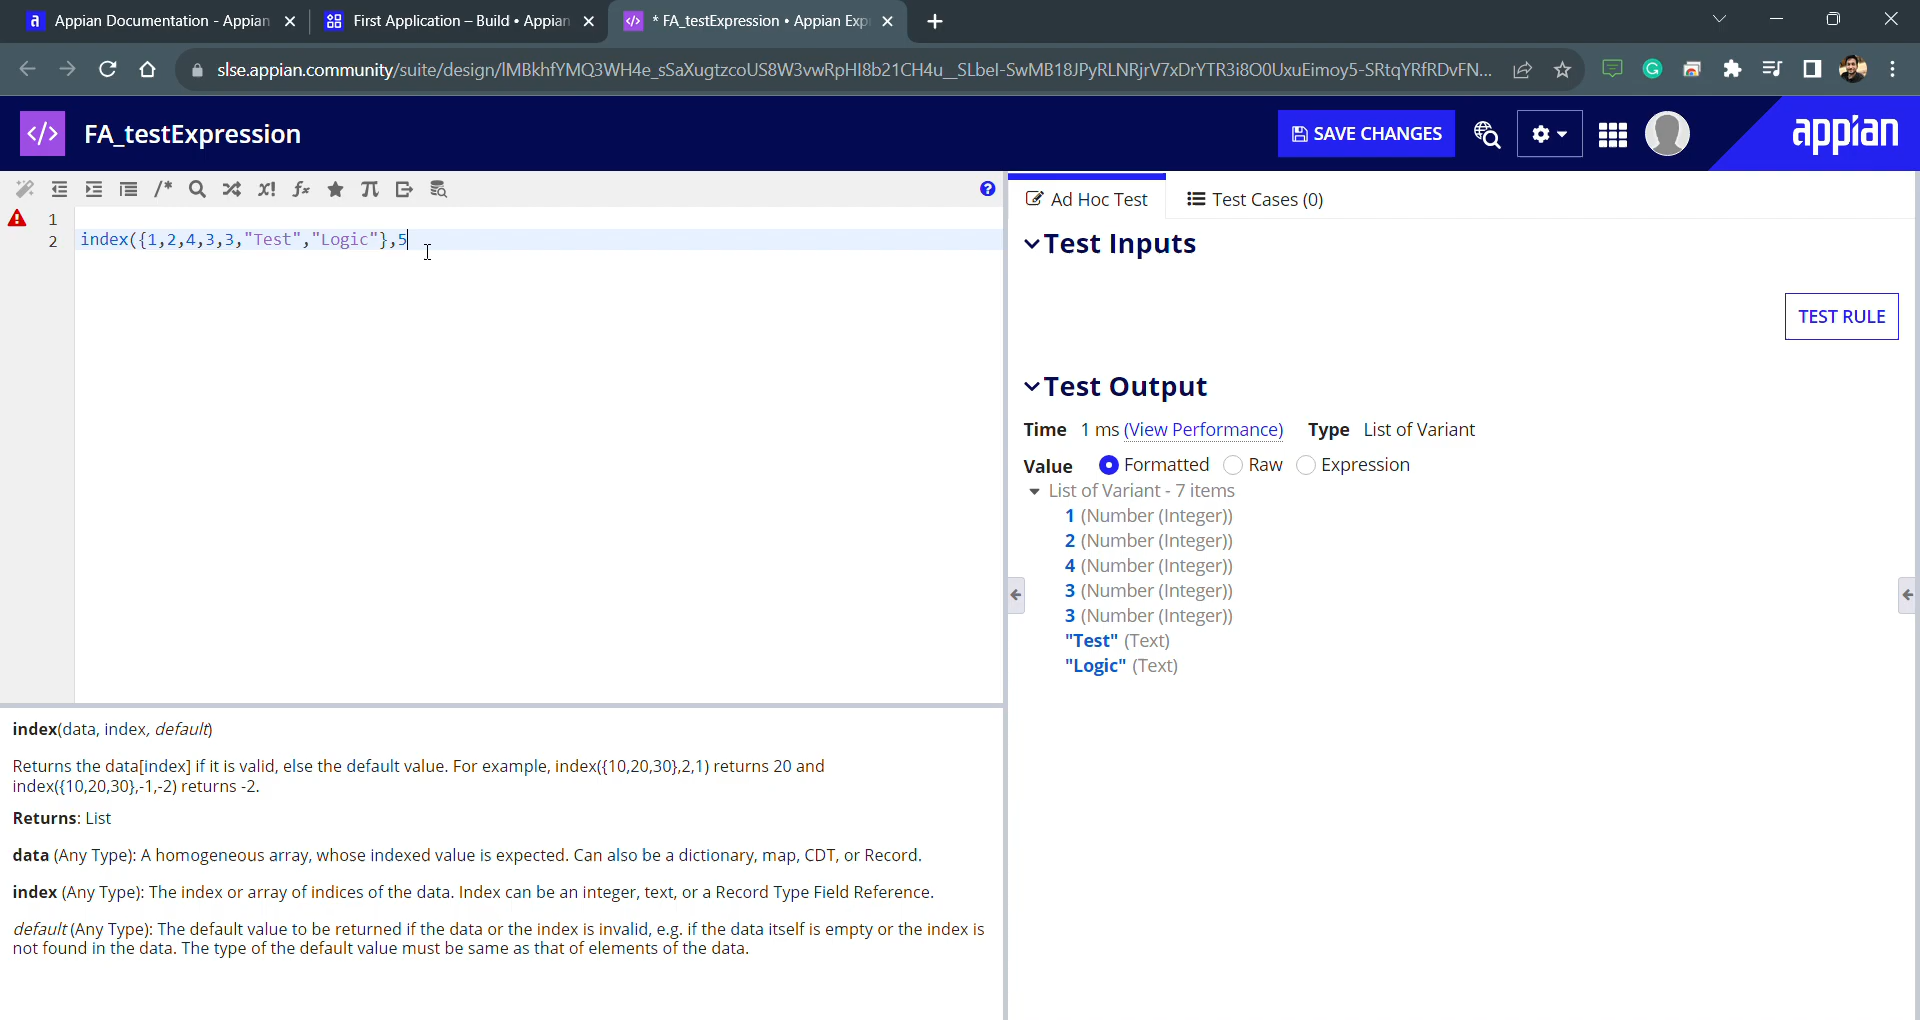 Appian Documentation - Appian
First Application – Build • Appian
* FA_testExpression • Appian Exp
slse.appian.community/suite/design/lMBkhfYMQ3WH4e_sSaXugtzcoUS8W3vwRpHI8b21CH4u__SLbel-SwMB18JPyRLNRjrV7xDrYTR3i8O0UxuEimoy5-SRtqYRfRDvFN...
FA_testExpression
SAVE CHANGES
appian
1
2 index({1,2,4,3,3,"Test","Logic"},5
Ad Hoc Test
Test Cases (0)
Test Inputs
TEST RULE
Test Output
Time 1 ms (View Performance) Type List of Variant
Value Formatted Raw Expression
List of Variant - 7 items
1 (Number (Integer))
2 (Number (Integer))
4 (Number (Integer))
3 (Number (Integer))
3 (Number (Integer))
"Test" (Text)
"Logic" (Text)
index(data, index, default)
Returns the data[index] if it is valid, else the default value. For example, index({10,20,30},2,1) returns 20 and
index({10,20,30},-1,-2) returns -2.
Returns: List
data (Any Type): A homogeneous array, whose indexed value is expected. Can also be a dictionary, map, CDT, or Record.
index (Any Type): The index or array of indices of the data. Index can be an integer, text, or a Record Type Field Reference.
default (Any Type): The default value to be returned if the data or the index is invalid, e.g. if the data itself is empty or the index is
not found in the data. The type of the default value must be same as that of elements of the data.